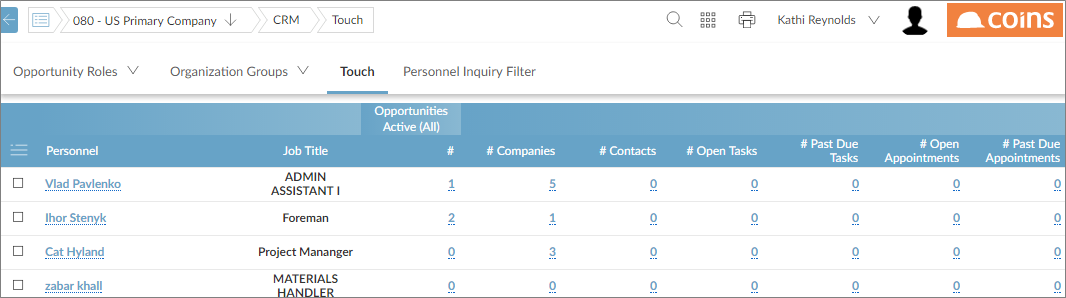 080 - US Primary Company CRM Touch Kathi Reynolds coins
Opportunity Roles Organization Groups Touch Personnel Inquiry Filter
Opportunities
Active (All)
Personnel Job Title # # Companies # Contacts # Open Tasks # Past Due Tasks # Open Appointments # Past Due Appointments
Vlad Pavlenko ADMIN ASSISTANT I 1 5 0 0 0 0 0
Ihor Stenyk Foreman 2 1 0 0 0 0 0
Cat Hyland Project Mananger 0 3 0 0 0 0 0
zabar khall MATERIALS HANDLER 0 0 0 0 0 0 0